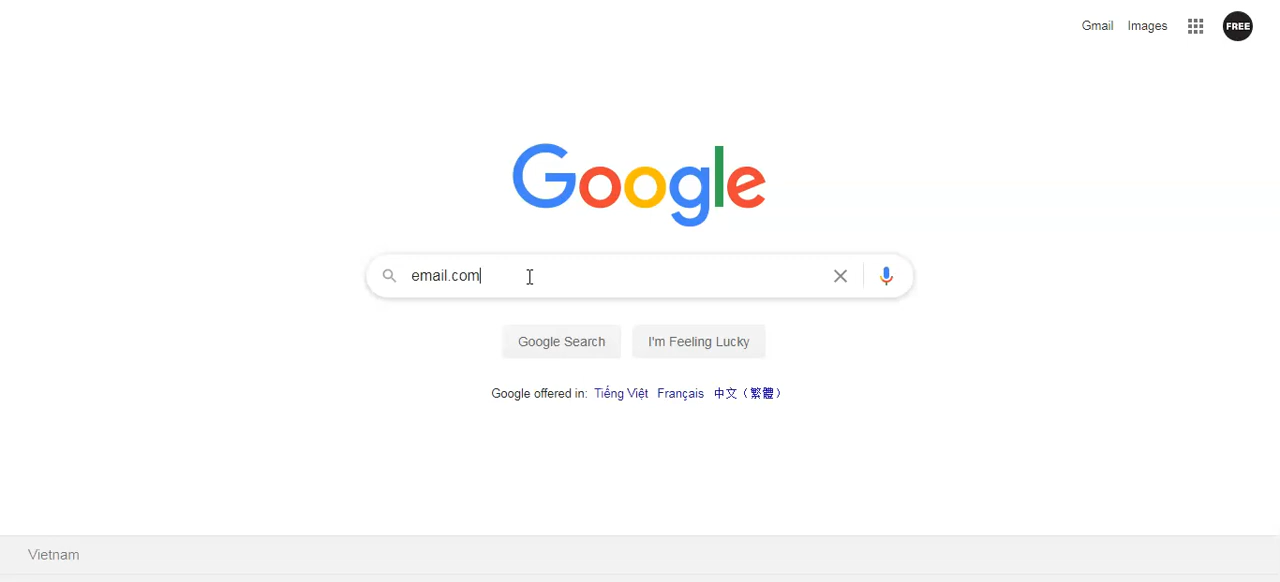 Gmail Images FREE
Google
email.com
Google Search I'm Feeling Lucky
Google offered in: Tiếng Việt Français 中文（繁體）
Vietnam